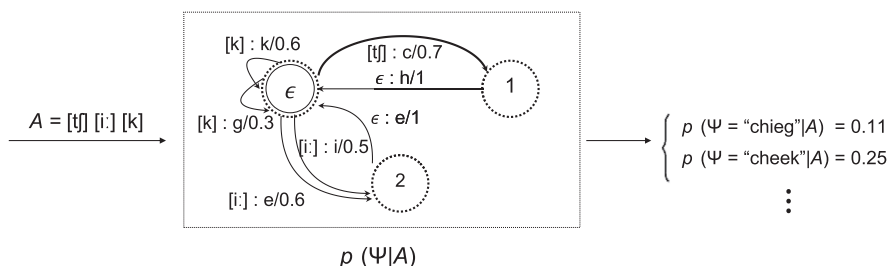 [k] : k/0.6
[tʃ] : c/0.7
ϵ : h/1
1
ϵ
A = [tʃ] [iː] [k]
[k] : g/0.3
ϵ : e/1
[iː] : i/0.5
2
[iː] : e/0.6
p (Ψ = “chieg”|A) = 0.11
p (Ψ = “cheek”|A) = 0.25
⋮
p (Ψ|A)